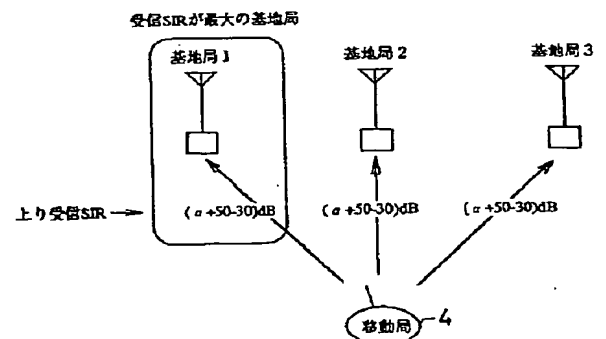 受信SIRが最大の基地局
基地局1
基地局2
基地局3
上り受信SIR
(α+50-30)dB
(α+50-30)dB
(α+50-30)dB
移動局
4